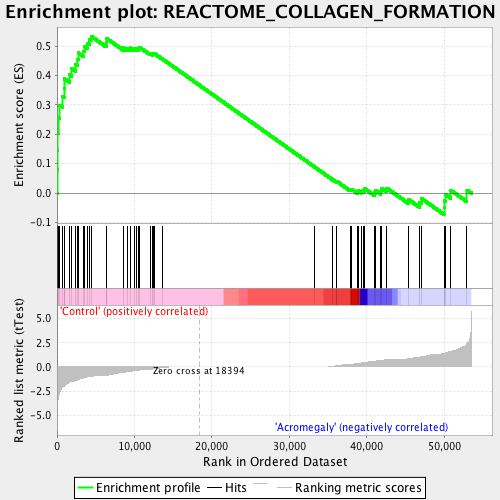 Enrichment plot: REACTOME_COLLAGEN_FORMATION
Enrichment score (ES)
0.5
0.4
0.3
0.2
0.1
0.0
-0.1
'Control' (positively correlated)
Ranked list metric (tTest)
5.0
2.5
0.0
-2.5
-5.0
Zero cross at 18394
'Acromegaly' (negatively correlated)
0
10,000
20,000
30,000
40,000
50,000
Rank in Ordered Dataset
Enrichment profile
Hits
Ranking metric scores